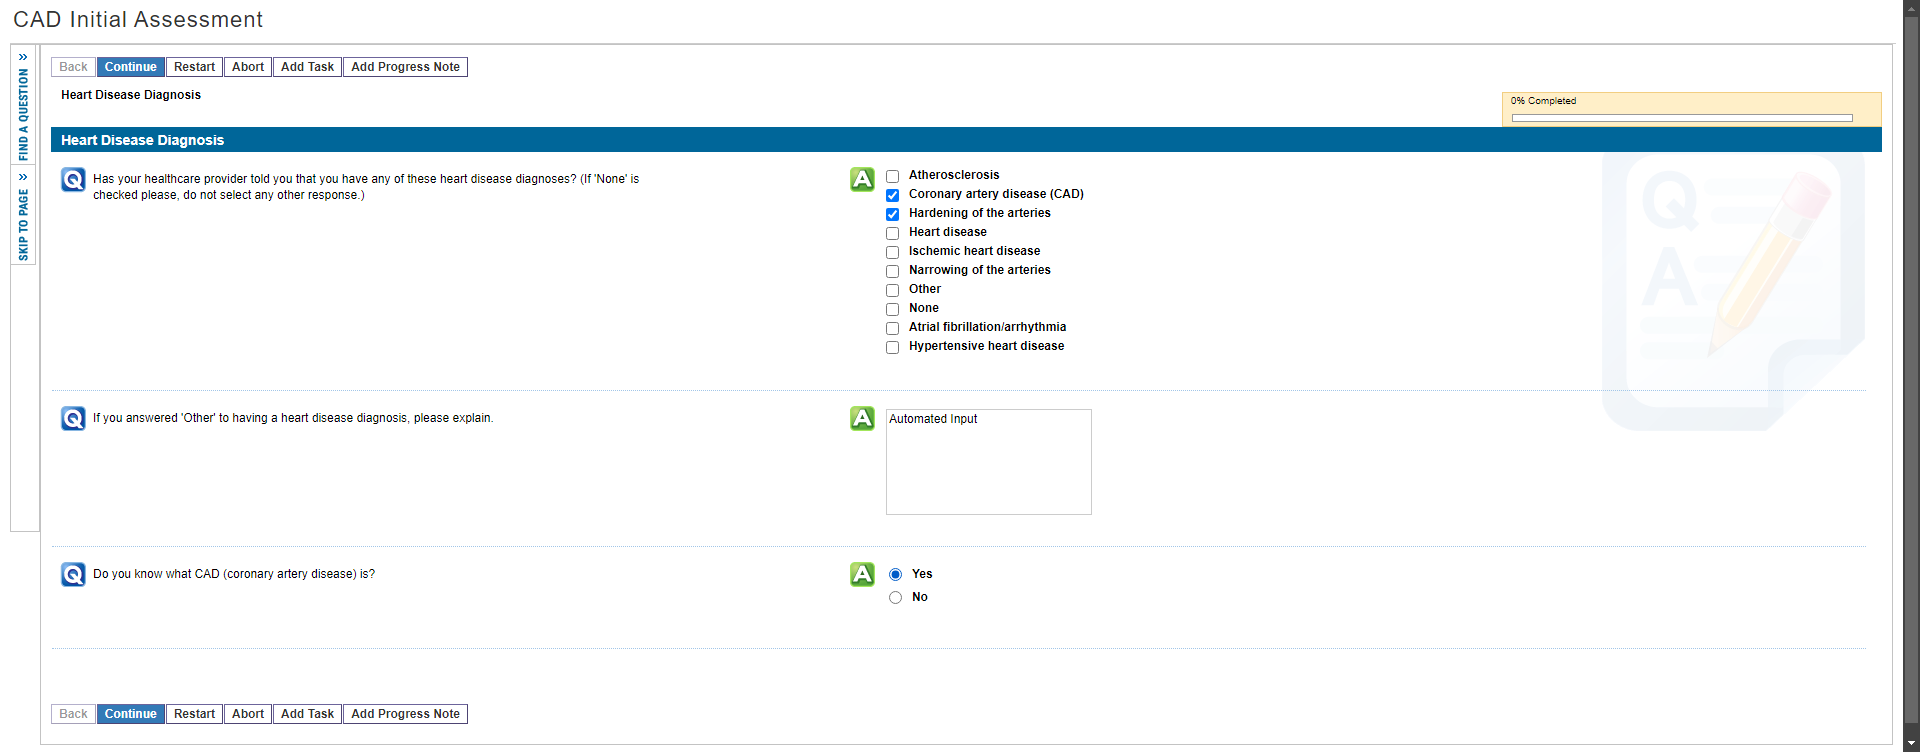 CAD Initial Assessment
FIND A QUESTION »
SKIP TO PAGE »
Back Continue Restart Abort Add Task Add Progress Note
Heart Disease Diagnosis
0% Completed
Heart Disease Diagnosis
Q Has your healthcare provider told you that you have any of these heart disease diagnoses? (If 'None' is
checked please, do not select any other response.)
A Atherosclerosis
Coronary artery disease (CAD)
Hardening of the arteries
Heart disease
Ischemic heart disease
Narrowing of the arteries
Other
None
Atrial fibrillation/arrhythmia
Hypertensive heart disease
Q
A
Q If you answered 'Other' to having a heart disease diagnosis, please explain.
A Automated Input
Q Do you know what CAD (coronary artery disease) is?
A Yes
No
Back Continue Restart Abort Add Task Add Progress Note